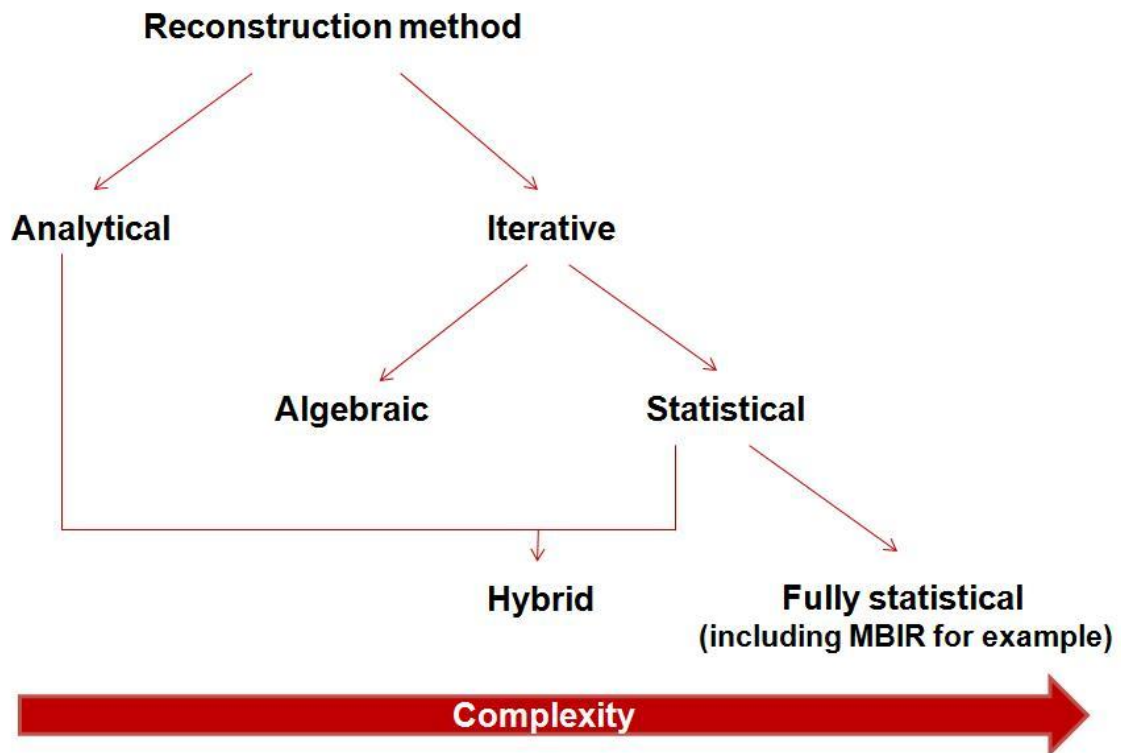 Reconstruction method
Analytical
Iterative
Algebraic
Statistical
Hybrid
Fully statistical
(including MBIR for example)
Complexity